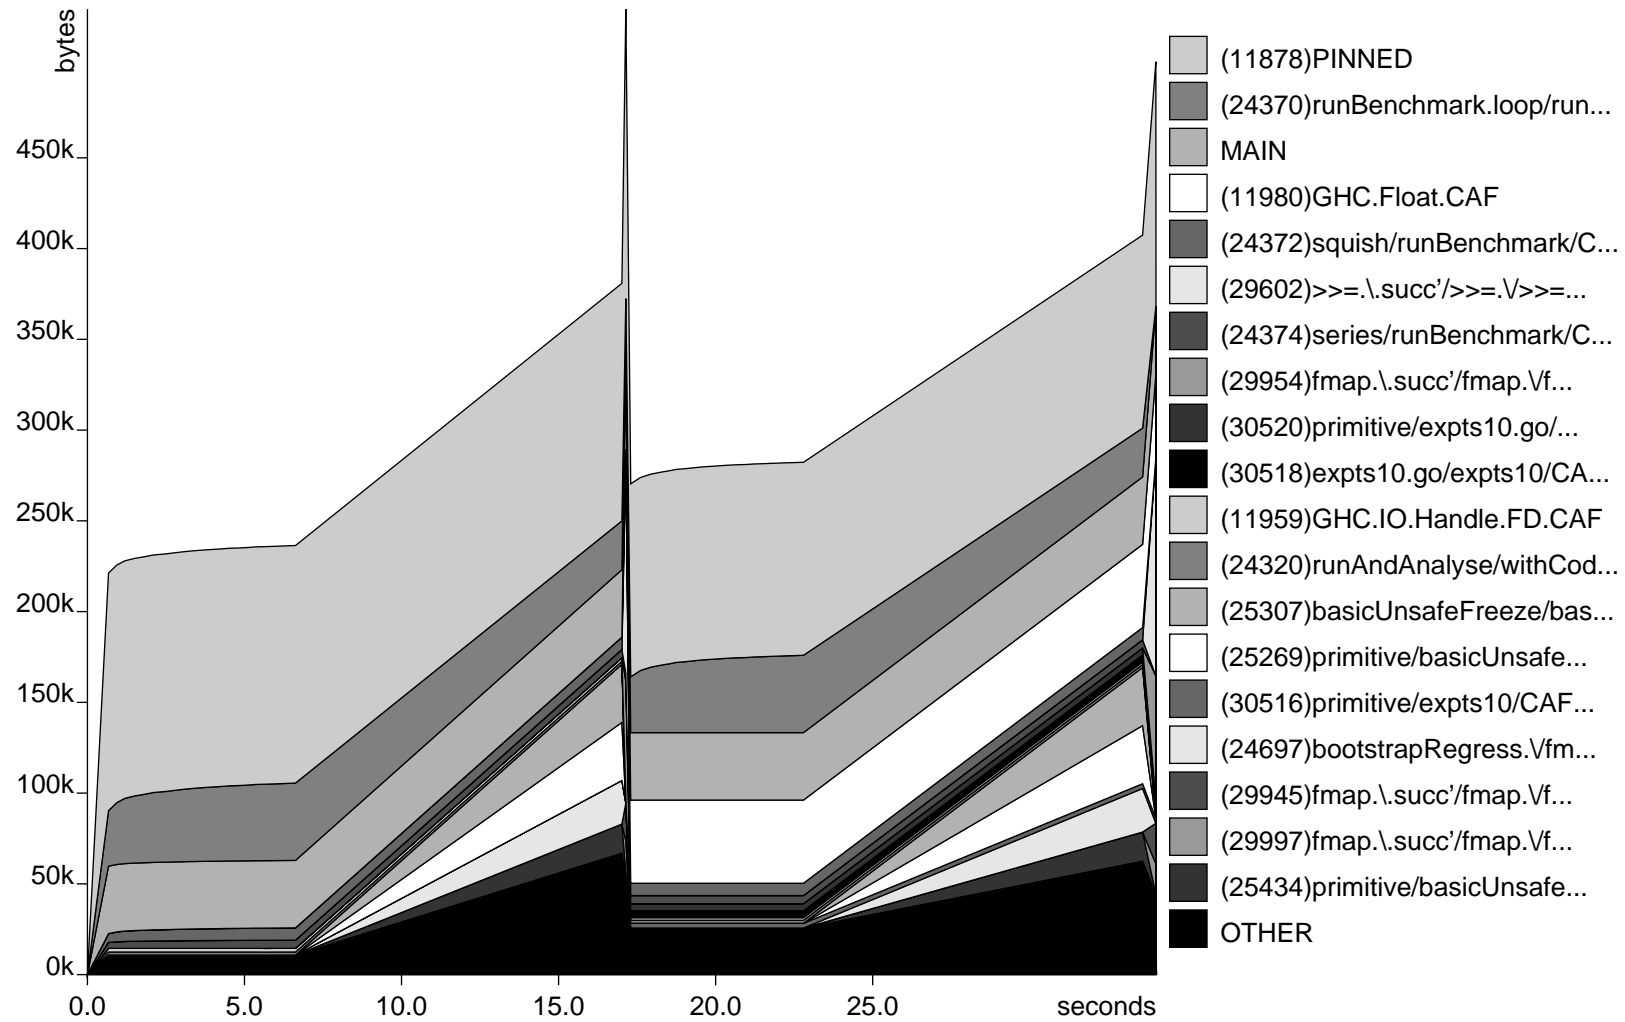 bytes
450k
400k
350k
300k
250k
200k
150k
100k
50k
0k
0.0 5.0 10.0 15.0 20.0 25.0 seconds
(11878)PINNED
(24370)runBenchmark.loop/run...
MAIN
(11980)GHC.Float.CAF
(24372)squish/runBenchmark/C...
(29602)>>=.\.succ'/>>=.\/>>=...
(24374)series/runBenchmark/C...
(29954)fmap.\.succ'/fmap.\/f...
(30520)primitive/expts10.go/...
(30518)expts10.go/expts10/CA...
(11959)GHC.IO.Handle.FD.CAF
(24320)runAndAnalyse/withCod...
(25307)basicUnsafeFreeze/bas...
(25269)primitive/basicUnsafe...
(30516)primitive/expts10/CAF...
(24697)bootstrapRegress.\/fm...
(29945)fmap.\.succ'/fmap.\/f...
(29997)fmap.\.succ'/fmap.\/f...
(25434)primitive/basicUnsafe...
OTHER